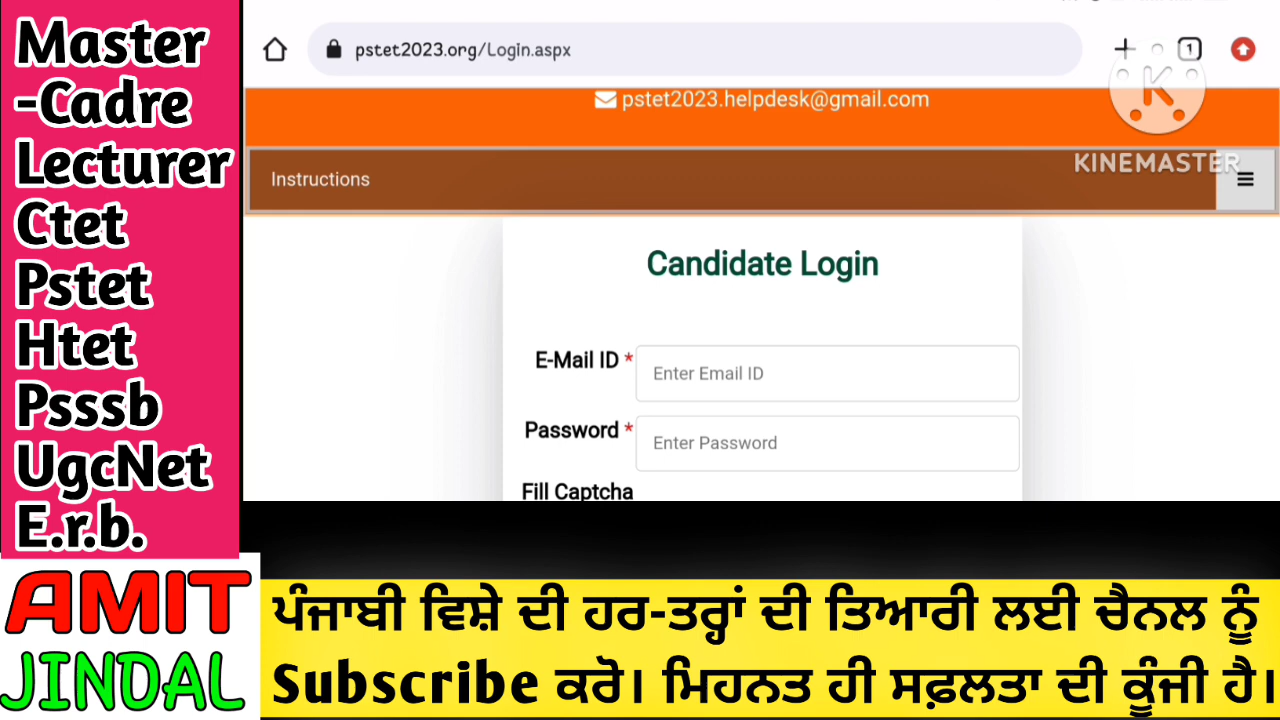 Master
-Cadre
Lecturer
Ctet
Pstet
Htet
Psssb
UgcNet
E.r.b.
AMIT
JINDAL
pstet2023.org/Login.aspx
1
pstet2023.helpdesk@gmail.com
K
KINEMASTER
Instructions
Candidate Login
E-Mail ID *
Enter Email ID
Password *
Enter Password
Fill Captcha
ਪੰਜਾਬੀ ਵਿਸ਼ੇ ਦੀ ਹਰ-ਤਰ੍ਹਾਂ ਦੀ ਤਿਆਰੀ ਲਈ ਚੈਨਲ ਨੂੰ
Subscribe ਕਰੋ। ਮਿਹਨਤ ਹੀ ਸਫ਼ਲਤਾ ਦੀ ਕੂੰਜੀ ਹੈ।